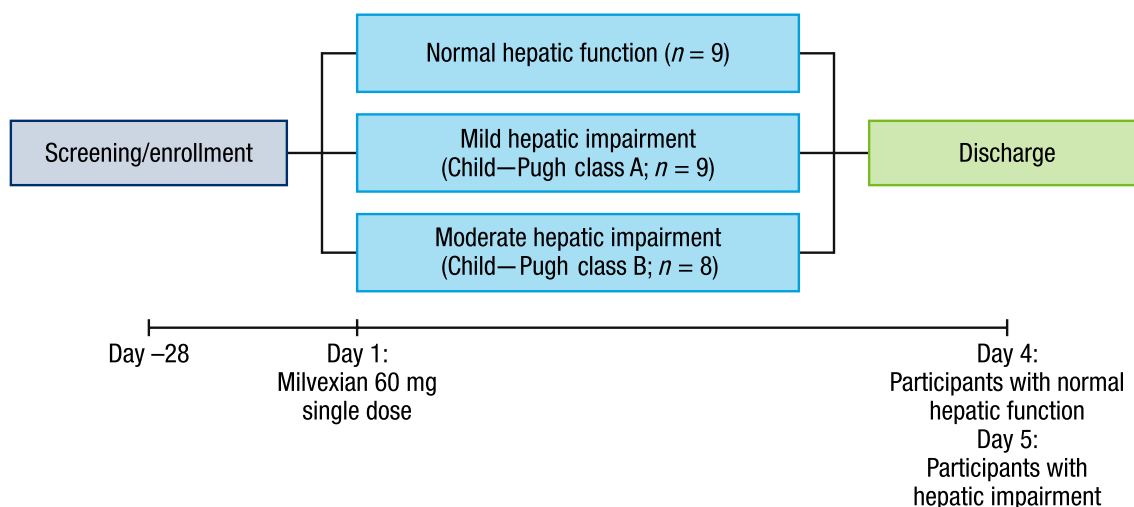 Normal hepatic function (n = 9)
Screening/enrollment
Mild hepatic impairment
(Child—Pugh class A; n = 9)
Discharge
Moderate hepatic impairment
(Child—Pugh class B; n = 8)
Day –28
Day 1:
Milvexian 60 mg
single dose
Day 4:
Participants with normal
hepatic function
Day 5:
Participants with
hepatic impairment